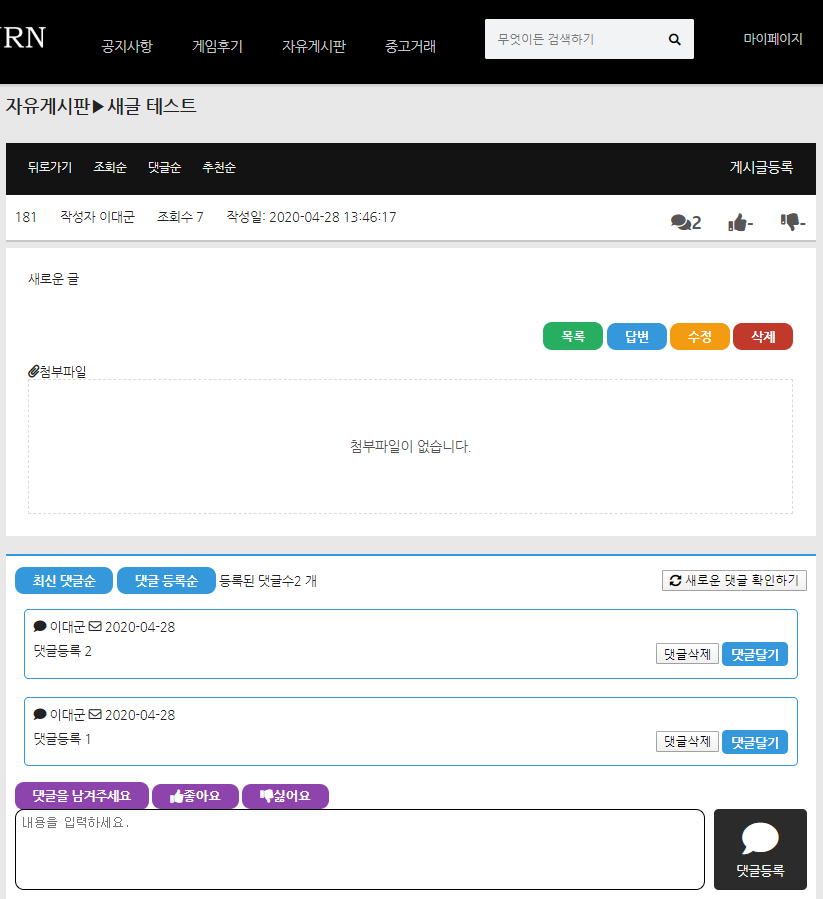 RN 공지사항 게임후기 자유게시판 중고거래 무엇이든 검색하기 마이페이지
자유게시판▶새글 테스트
뒤로가기 조회순 댓글순 추천순 게시글등록
181 작성자 이대군 조회수 7 작성일: 2020-04-28 13:46:17 2 - -
새로운 글
목록 답변 수정 삭제
첨부파일
첨부파일이 없습니다.
최신 댓글순 댓글 등록순 등록된 댓글수2 개 새로운 댓글 확인하기
이대군 2020-04-28
댓글등록 2 댓글삭제 댓글달기
이대군 2020-04-28
댓글등록 1 댓글삭제 댓글달기
댓글을 남겨주세요 좋아요 싫어요
내용을 입력하세요.
댓글등록